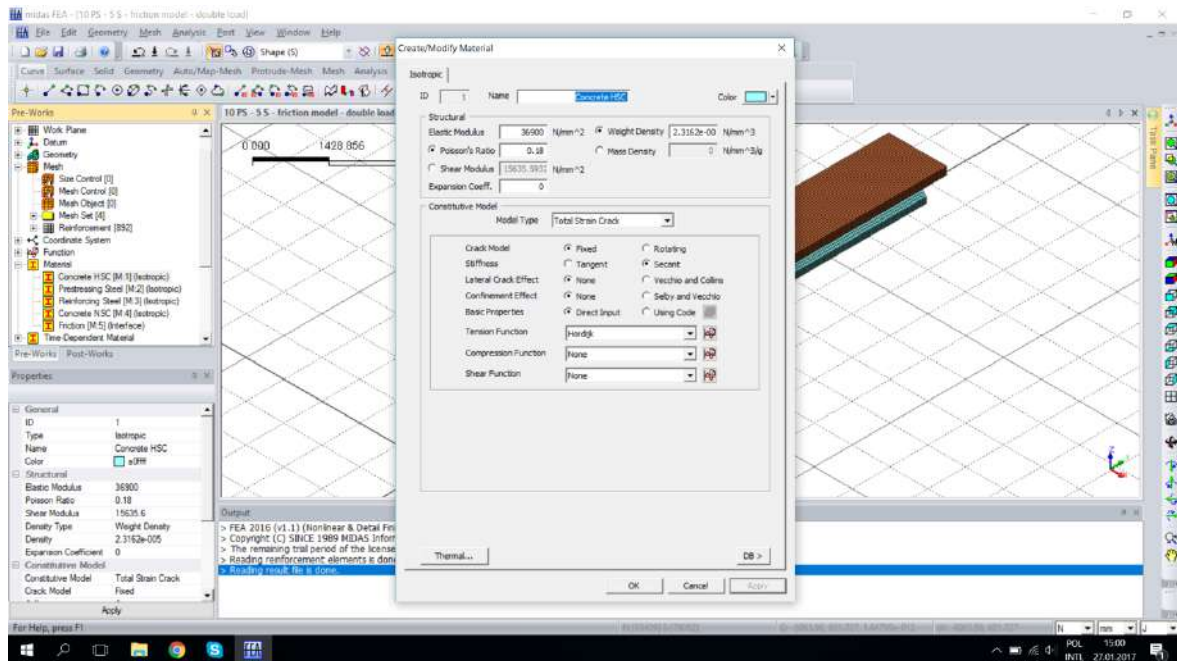 midas FEA - [10 PS - 5 S - friction model - double load]
File Edit Geometry Mesh Analysis Post View Window Help
Shape (S)
Curve Surface Solid Geometry Auto/Map-Mesh Protrude-Mesh Mesh Analysis
Pre-Works
Work Plane
Datum
Geometry
Mesh
Size Control [0]
Mesh Control [0]
Mesh Object [0]
Mesh Set [4]
Reinforcement [892]
Coordinate System
Function
Material
Concrete HSC [M:1] (Isotropic)
Prestressing Steel [M:2] (Isotropic)
Reinforcing Steel [M:3] (Isotropic)
Concrete NSC [M:4] (Isotropic)
Friction [M:5] (Interface)
Time Dependent Material
Pre-Works Post-Works
Properties
General
ID 1
Type Isotropic
Name Concrete HSC
Color
Structural
Elastic Modulus 36900
Poisson Ratio 0.18
Shear Modulus 15635.6
Density Type Weight Density
Density 2.3162e-005
Expansion Coefficient 0
Constitutive Model
Constitutive Model Total Strain Crack
Crack Model Fixed
Apply
For Help, press F1
10 PS - 5 S - friction model - double load
0.000 1428.856
Output
> FEA 2016 (v1.1) (Nonlinear & Detail Fin
> Copyright (C) SINCE 1989 MIDAS Infor
> The remaining trial period of the license
> Reading reinforcement elements is don
> Reading result file is done.
Create/Modify Material
Isotropic
ID 1 Name Concrete HSC Color
Structural
Elastic Modulus 36900 N/mm^2 Weight Density 2.3162e-00 N/mm^3
Poisson's Ratio 0.18 Mass Density 0 N/mm^3/g
Shear Modulus 15635.593 N/mm^2
Expansion Coeff. 0
Constitutive Model
Model Type Total Strain Crack
Crack Model Fixed Rotating
Stiffness Tangent Secant
Lateral Crack Effect None Vecchio and Collins
Confinement Effect None Selby and Vecchio
Basic Properties Direct Input Using Code
Tension Function Hordijk
Compression Function None
Shear Function None
Thermal... DB >
OK Cancel Apply
Task Pane
N mm J
POL 15:00
INTL 27.01.2017